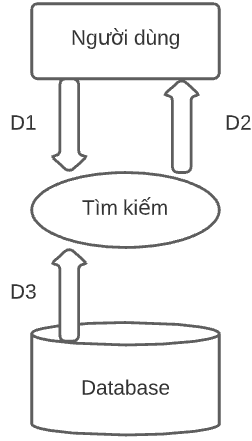 Người dùng
D1
D2
Tìm kiếm
D3
Database